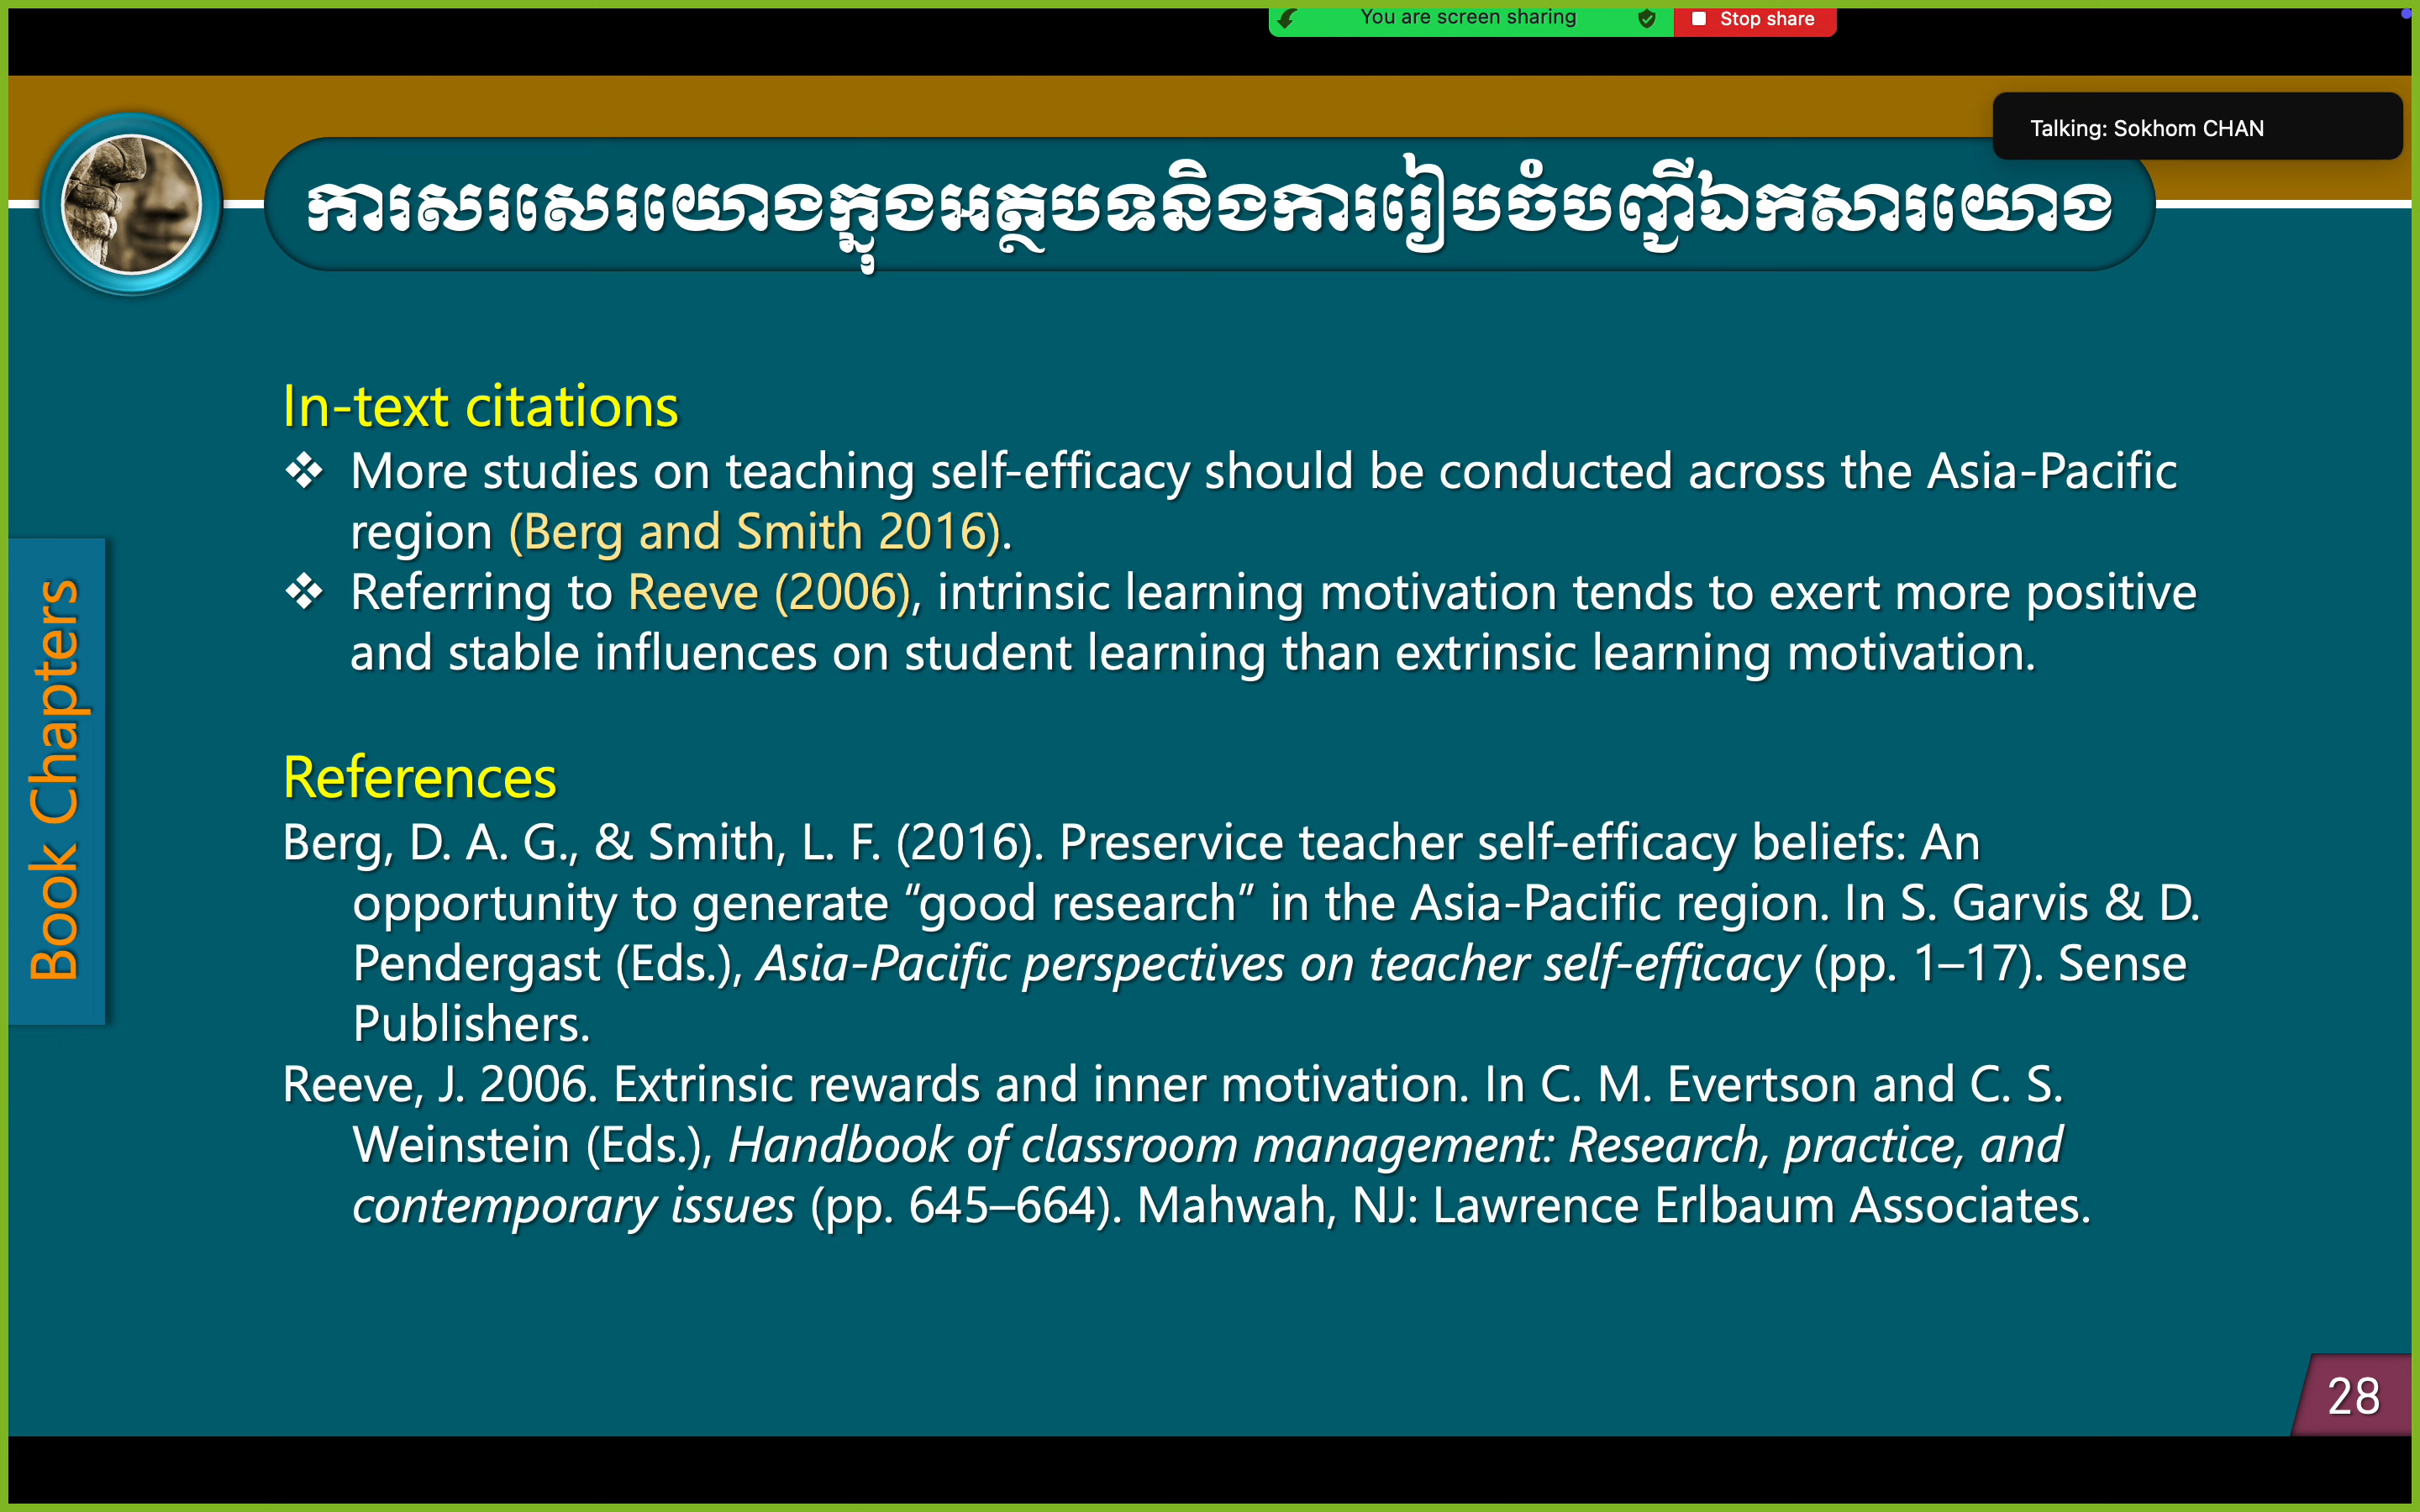 You are screen sharing
Stop share
Talking: Sokhom CHAN
ការសរសេរយោងក្នុងអត្ថបទនិងការរៀបចំបញ្ជីឯកសារយោង
In-text citations
❖ More studies on teaching self-efficacy should be conducted across the Asia-Pacific
region (Berg and Smith 2016).
❖ Referring to Reeve (2006), intrinsic learning motivation tends to exert more positive
and stable influences on student learning than extrinsic learning motivation.
Book Chapters
References
Berg, D. A. G., & Smith, L. F. (2016). Preservice teacher self-efficacy beliefs: An
opportunity to generate “good research” in the Asia-Pacific region. In S. Garvis & D.
Pendergast (Eds.), Asia-Pacific perspectives on teacher self-efficacy (pp. 1–17). Sense
Publishers.
Reeve, J. 2006. Extrinsic rewards and inner motivation. In C. M. Evertson and C. S.
Weinstein (Eds.), Handbook of classroom management: Research, practice, and
contemporary issues (pp. 645–664). Mahwah, NJ: Lawrence Erlbaum Associates.
28